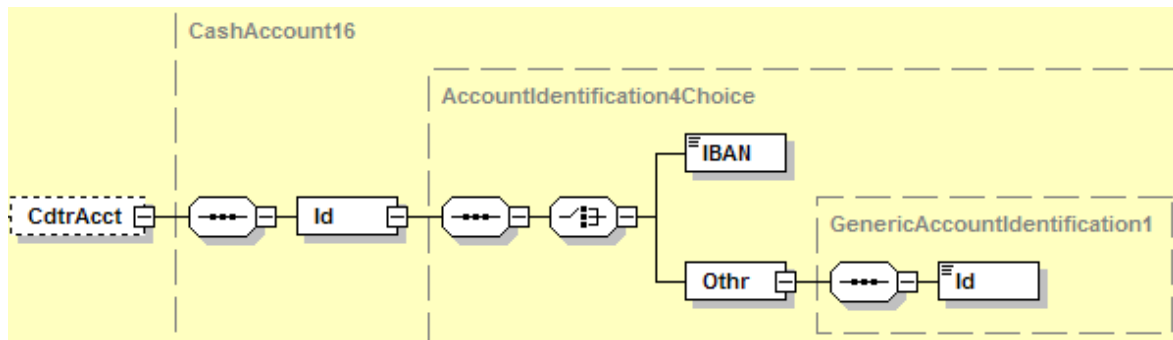 CashAccount16
AccountIdentification4Choice
IBAN
CdtrAcct
Id
GenericAccountIdentification1
Othr
Id